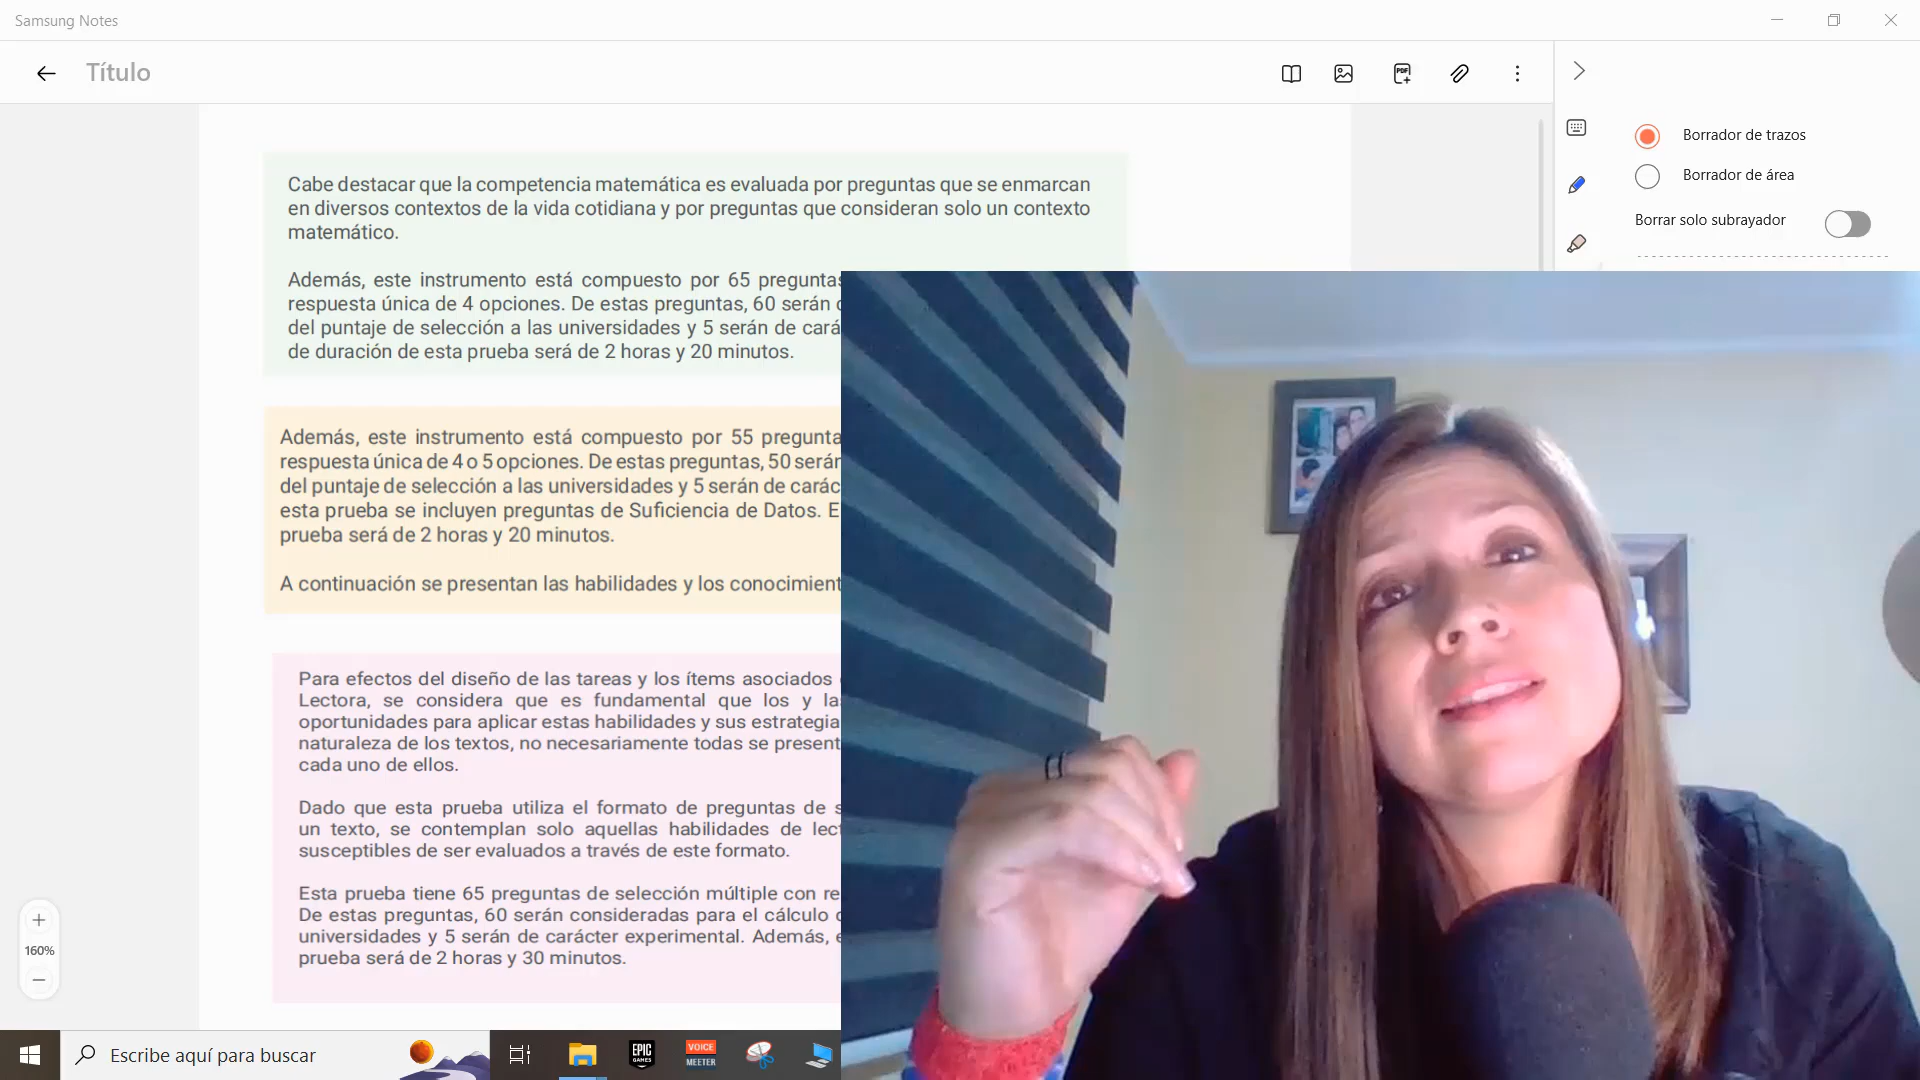 Samsung Notes
Título
Borrador de trazos
Borrador de área
Borrar solo subrayador
Cabe destacar que la competencia matemática es evaluada por preguntas que se enmarcan
en diversos contextos de la vida cotidiana y por preguntas que consideran solo un contexto
matemático.
Además, este instrumento está compuesto por 65 preguntas
respuesta única de 4 opciones. De estas preguntas, 60 serán
del puntaje de selección a las universidades y 5 serán de
de duración de esta prueba será de 2 horas y 20 minutos.
Además, este instrumento está compuesto por 55
respuesta única de 4 o 5 opciones. De estas preguntas, 50 serán
del puntaje de selección a las universidades y 5 serán de
esta prueba se incluyen preguntas de Suficiencia de Datos.
prueba será de 2 horas y 20 minutos.
A continuación se presentan las habilidades y los
Para efectos del diseño de las tareas y los ítems asociados
Lectora, se considera que es fundamental que los y
oportunidades para aplicar estas habilidades y sus
naturaleza de los textos, no necesariamente todas se
cada uno de ellos.
Dado que esta prueba utiliza el formato de preguntas de
un texto, se contemplan solo aquellas habilidades de
susceptibles de ser evaluados a través de este formato.
Esta prueba tiene 65 preguntas de selección múltiple con
De estas preguntas, 60 serán consideradas para el cálculo
universidades y 5 serán de carácter experimental. Además,
prueba será de 2 horas y 30 minutos.
160%
Escribe aquí para buscar
EPIC
GAMES
VOICE
MEETER